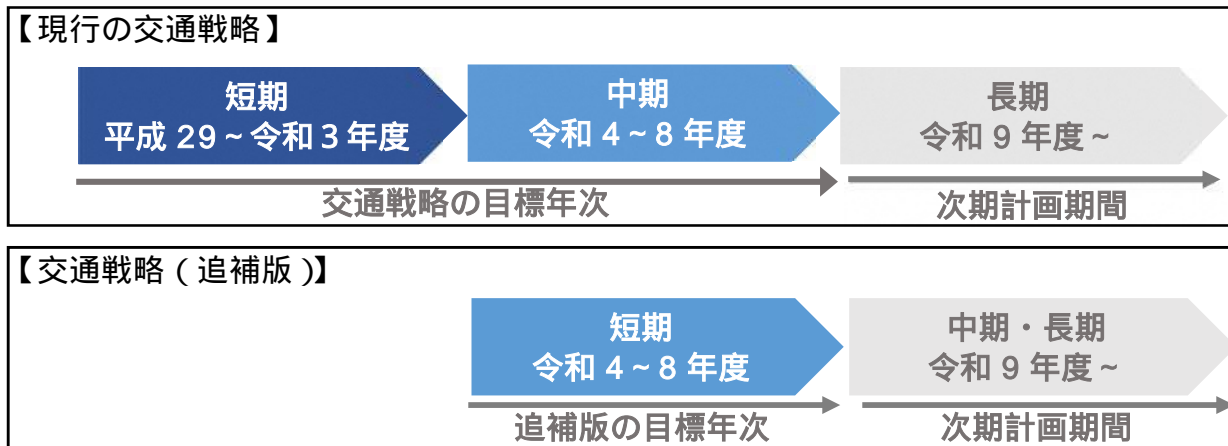 【現行の交通戦略】
短期
平成 29～令和３年度
中期
令和 4～8 年度
長期
令和 9 年度～
交通戦略の目標年次
次期計画期間
【交通戦略（追補版）】
短期
令和 4～8 年度
中期・長期
令和 9 年度～
追補版の目標年次
次期計画期間